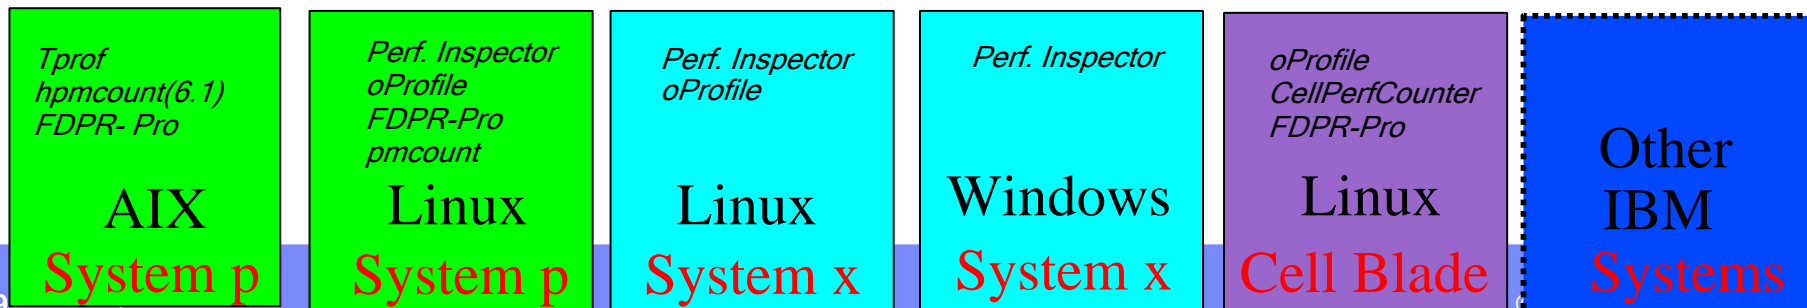 Tprof
hpmcount(6.1)
FDPR- Pro
AIX
System p
Perf. Inspector
oProfile
FDPR-Pro
pmcount
Linux
System p
Perf. Inspector
oProfile
Linux
System x
Perf. Inspector
Windows
System x
oProfile
CellPerfCounter
FDPR-Pro
Linux
Cell Blade
Other
IBM
Systems